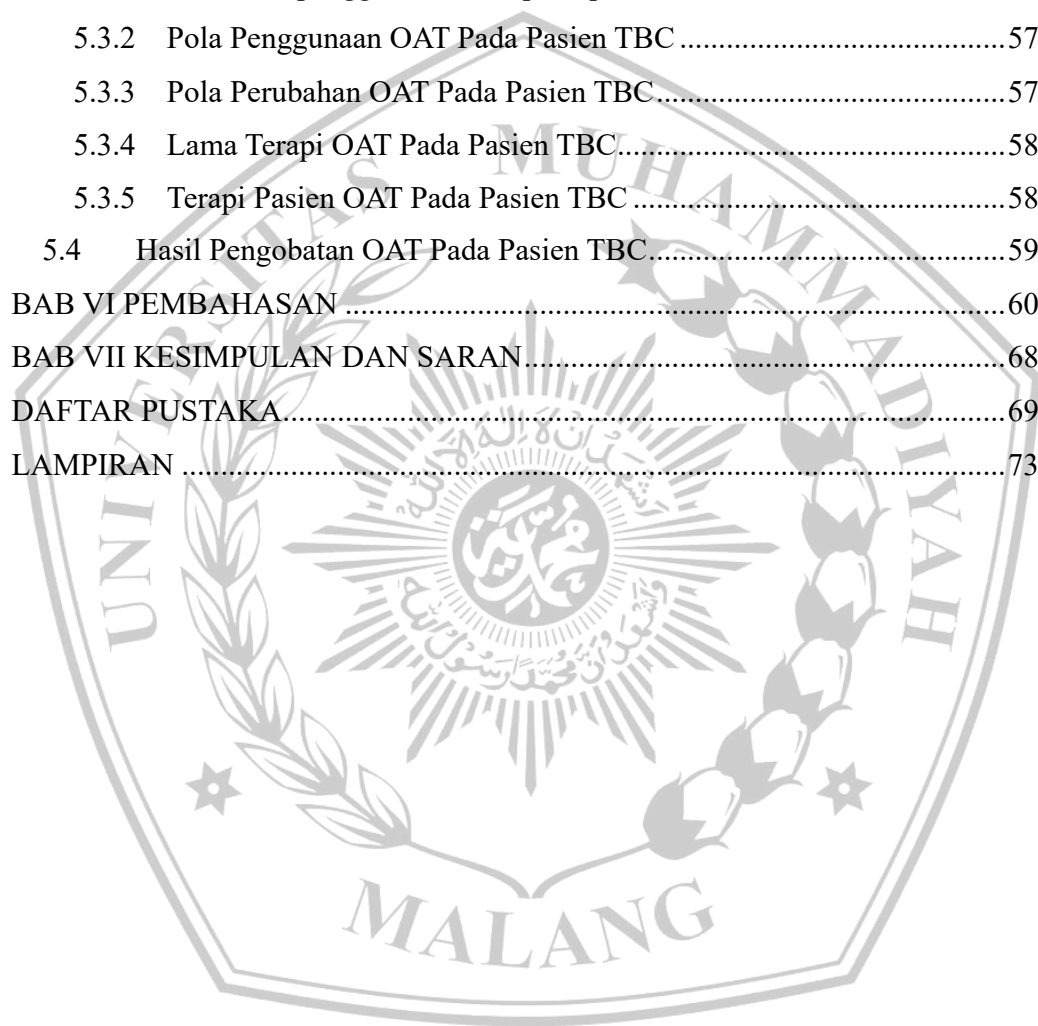 5.3.2 Pola Penggunaan OAT Pada Pasien TBC ........................................ 57
5.3.3 Pola Perubahan OAT Pada Pasien TBC ........................................ 57
5.3.4 Lama Terapi OAT Pada Pasien TBC ........................................ 58
5.3.5 Terapi Pasien OAT Pada Pasien TBC ........................................ 58
5.4 Hasil Pengobatan OAT Pada Pasien TBC ........................................ 59
BAB VI PEMBAHASAN ........................................ 60
BAB VII KESIMPULAN DAN SARAN ........................................ 68
DAFTAR PUSTAKA ........................................ 69
LAMPIRAN ........................................ 73
UNIVERSITAS MUHAMMADIYAH
MALANG